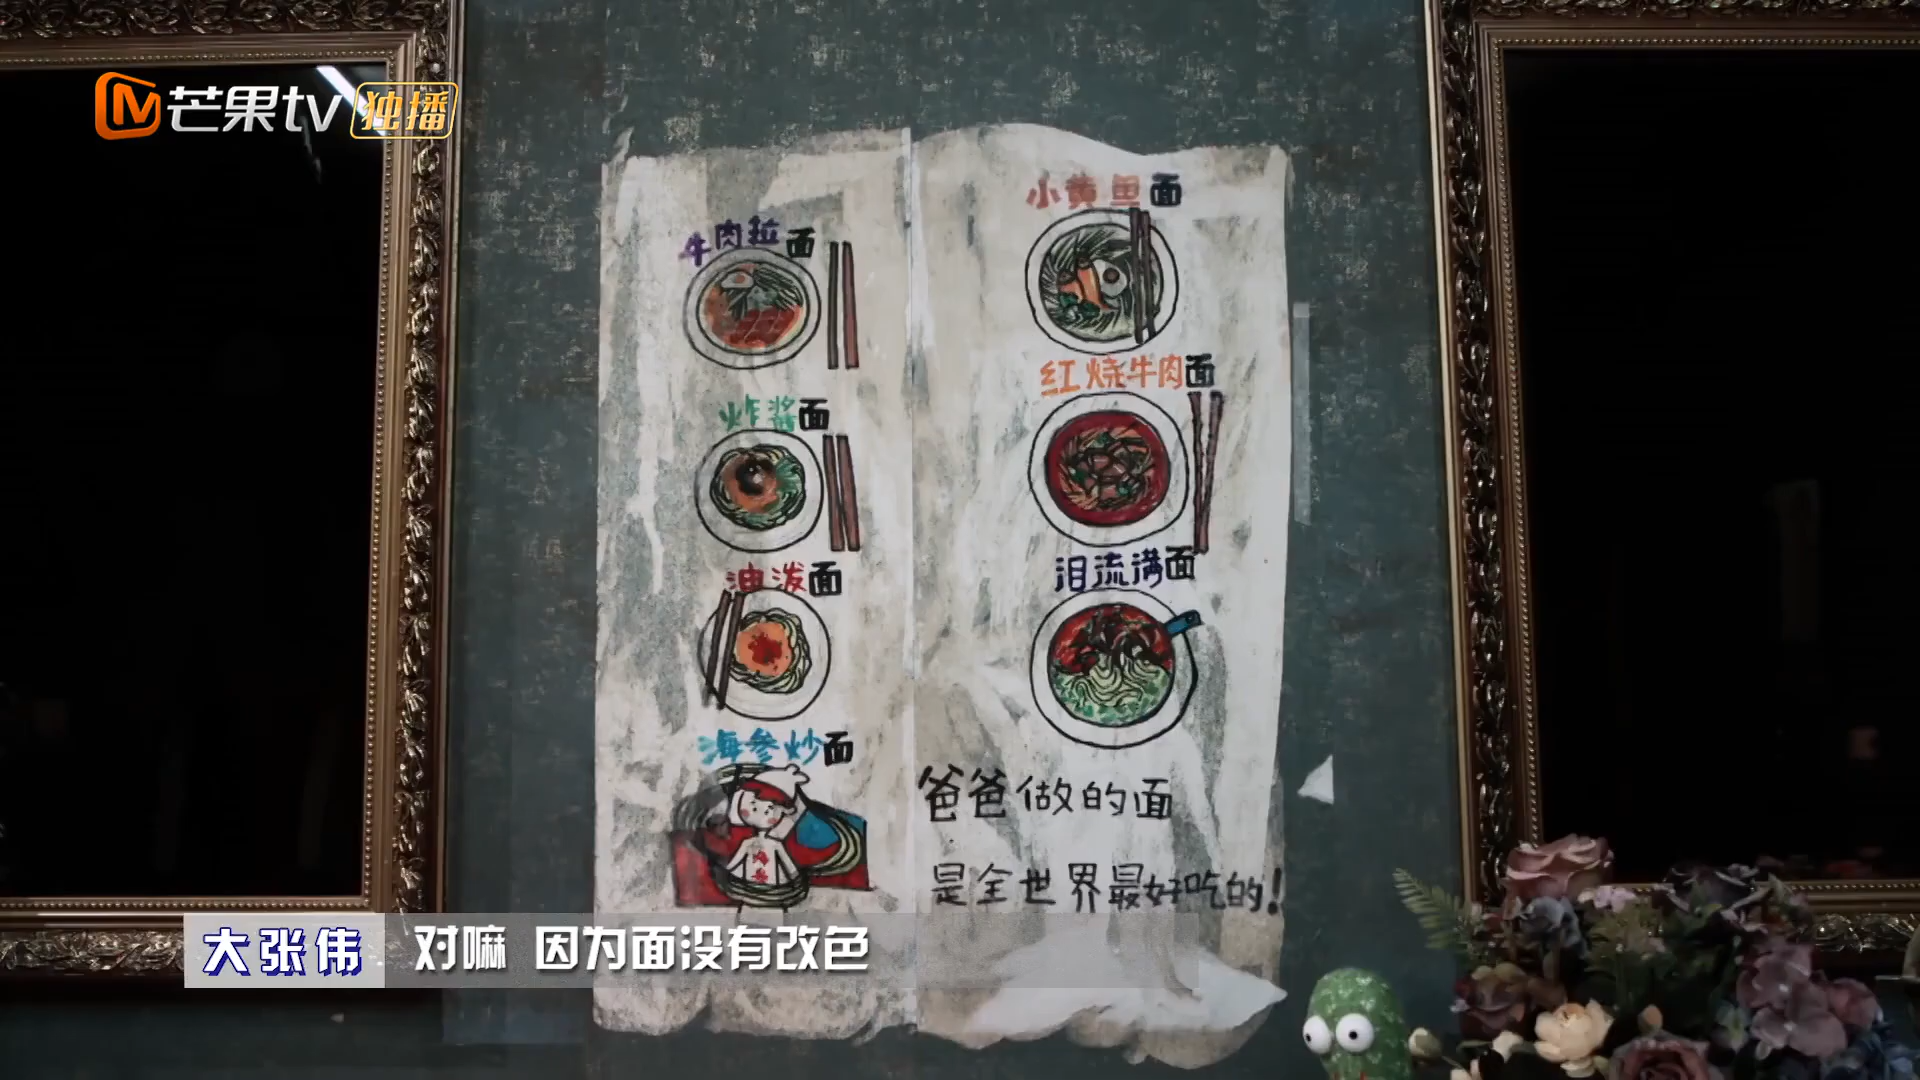 芒果tv 独播
牛肉拉面
炸酱面
油泼面
海参炒面
小黄鱼面
红烧牛肉面
泪流满面
爸爸做的面
是全世界最好吃的!
大张伟 对嘛 因为面没有改色